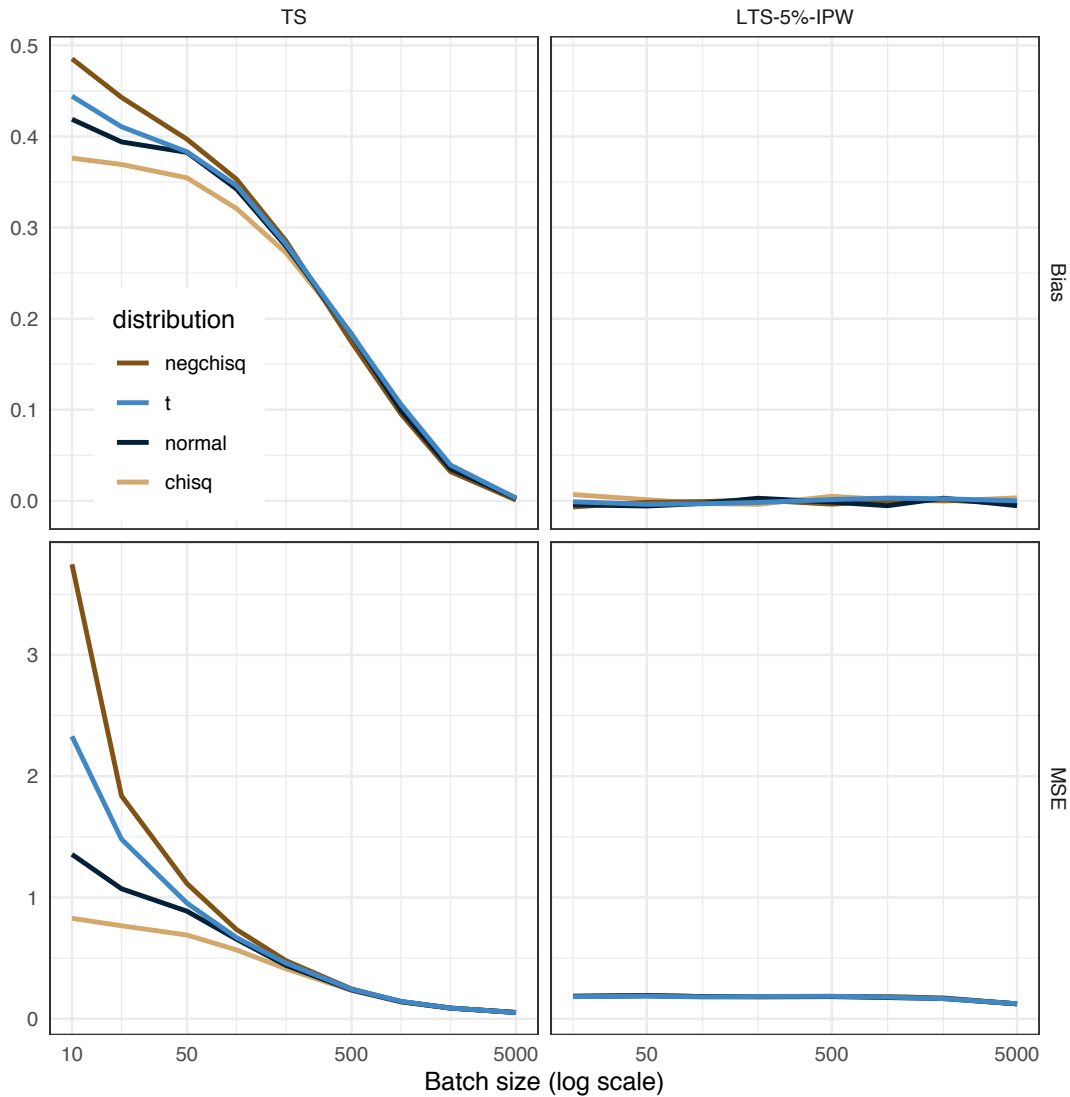 TS
LTS-5%-IPW
0.5
0.4
0.3
0.2
0.1
0.0
distribution
negchisq
t
normal
chisq
Bias
3
2
1
0
MSE
10
50
500
5000
50
500
5000
Batch size (log scale)